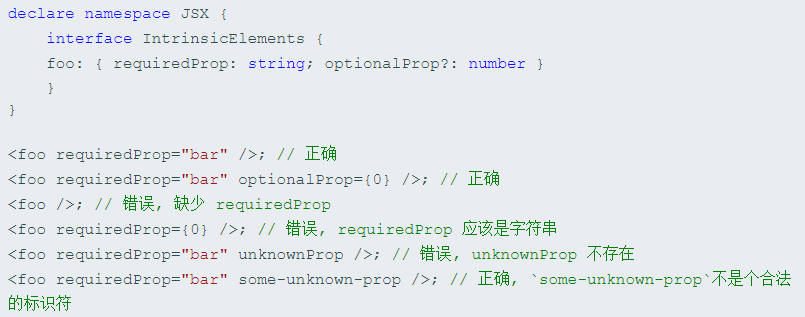 declare namespace JSX {
    interface IntrinsicElements {
    foo: { requiredProp: string; optionalProp?: number }
    }
}

<foo requiredProp="bar" />; // 正确
<foo requiredProp="bar" optionalProp={0} />; // 正确
<foo />; // 错误, 缺少 requiredProp
<foo requiredProp={0} />; // 错误, requiredProp 应该是字符串
<foo requiredProp="bar" unknownProp />; // 错误, unknownProp 不存在
<foo requiredProp="bar" some-unknown-prop />; // 正确, `some-unknown-prop`不是个合法
的标识符